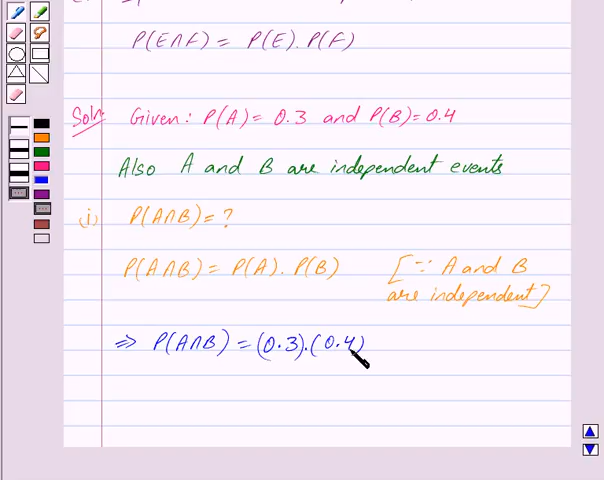 P(E∩F) = P(E). P(F)
Soln Given: P(A) = 0.3 and P(B) = 0.4
Also A and B are independent events
(i) P(A∩B) = ?
P(A∩B) = P(A). P(B) [∵ A and B
are independent]
⇒ P(A∩B) = (0.3).(0.4)